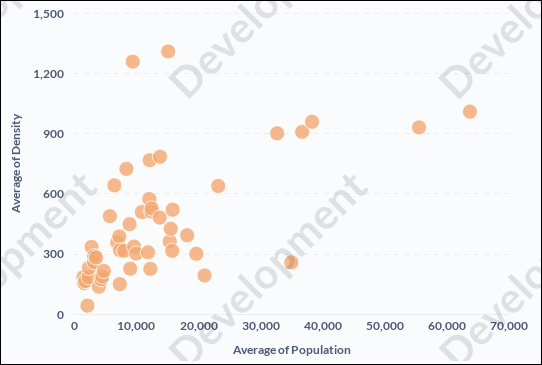 1,500
1,200
900
600
300
0
Average of Density
0 10,000 20,000 30,000 40,000 50,000 60,000 70,000
Average of Population
Development
Development
Development